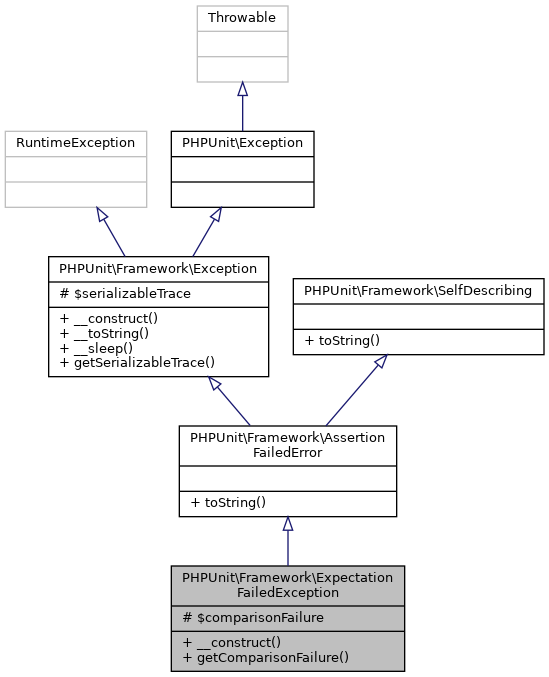 Throwable
RuntimeException
PHPUnit\Exception
PHPUnit\Framework\Exception
# $serializableTrace
+ __construct()
+ __toString()
+ __sleep()
+ getSerializableTrace()
PHPUnit\Framework\SelfDescribing
+ toString()
PHPUnit\Framework\Assertion
FailedError
+ toString()
PHPUnit\Framework\Expectation
FailedException
# $comparisonFailure
+ __construct()
+ getComparisonFailure()